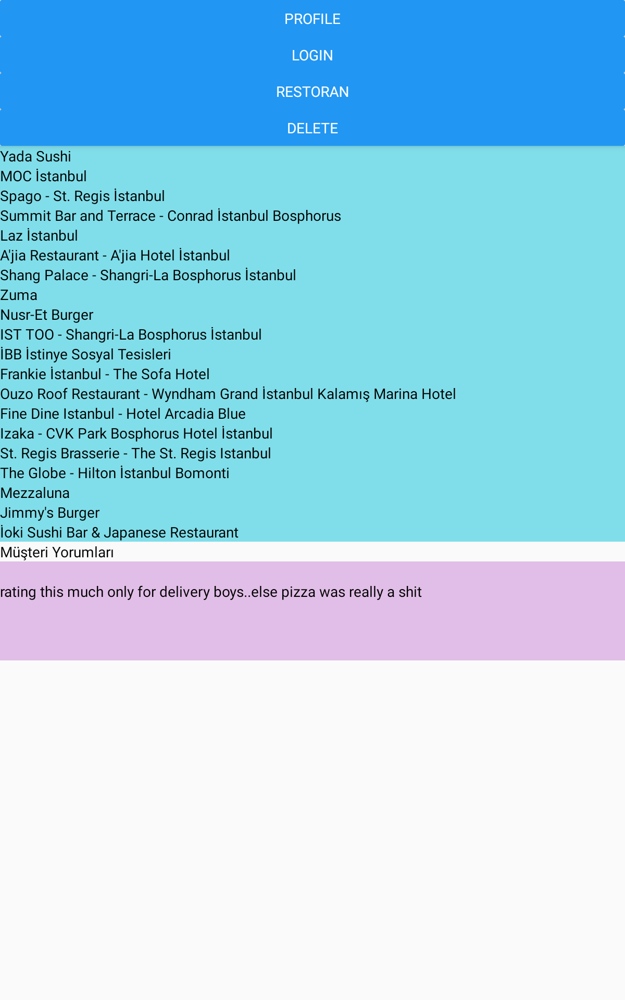 PROFILE
LOGIN
RESTORAN
DELETE
Yada Sushi
MOC İstanbul
Spago - St. Regis İstanbul
Summit Bar and Terrace - Conrad İstanbul Bosphorus
Laz İstanbul
A'jia Restaurant - A'jia Hotel İstanbul
Shang Palace - Shangri-La Bosphorus İstanbul
Zuma
Nusr-Et Burger
IST TOO - Shangri-La Bosphorus İstanbul
İBB İstinye Sosyal Tesisleri
Frankie İstanbul - The Sofa Hotel
Ouzo Roof Restaurant - Wyndham Grand İstanbul Kalamış Marina Hotel
Fine Dine Istanbul - Hotel Arcadia Blue
Izaka - CVK Park Bosphorus Hotel İstanbul
St. Regis Brasserie - The St. Regis Istanbul
The Globe - Hilton İstanbul Bomonti
Mezzaluna
Jimmy's Burger
İoki Sushi Bar & Japanese Restaurant
Müşteri Yorumları
rating this much only for delivery boys..else pizza was really a shit